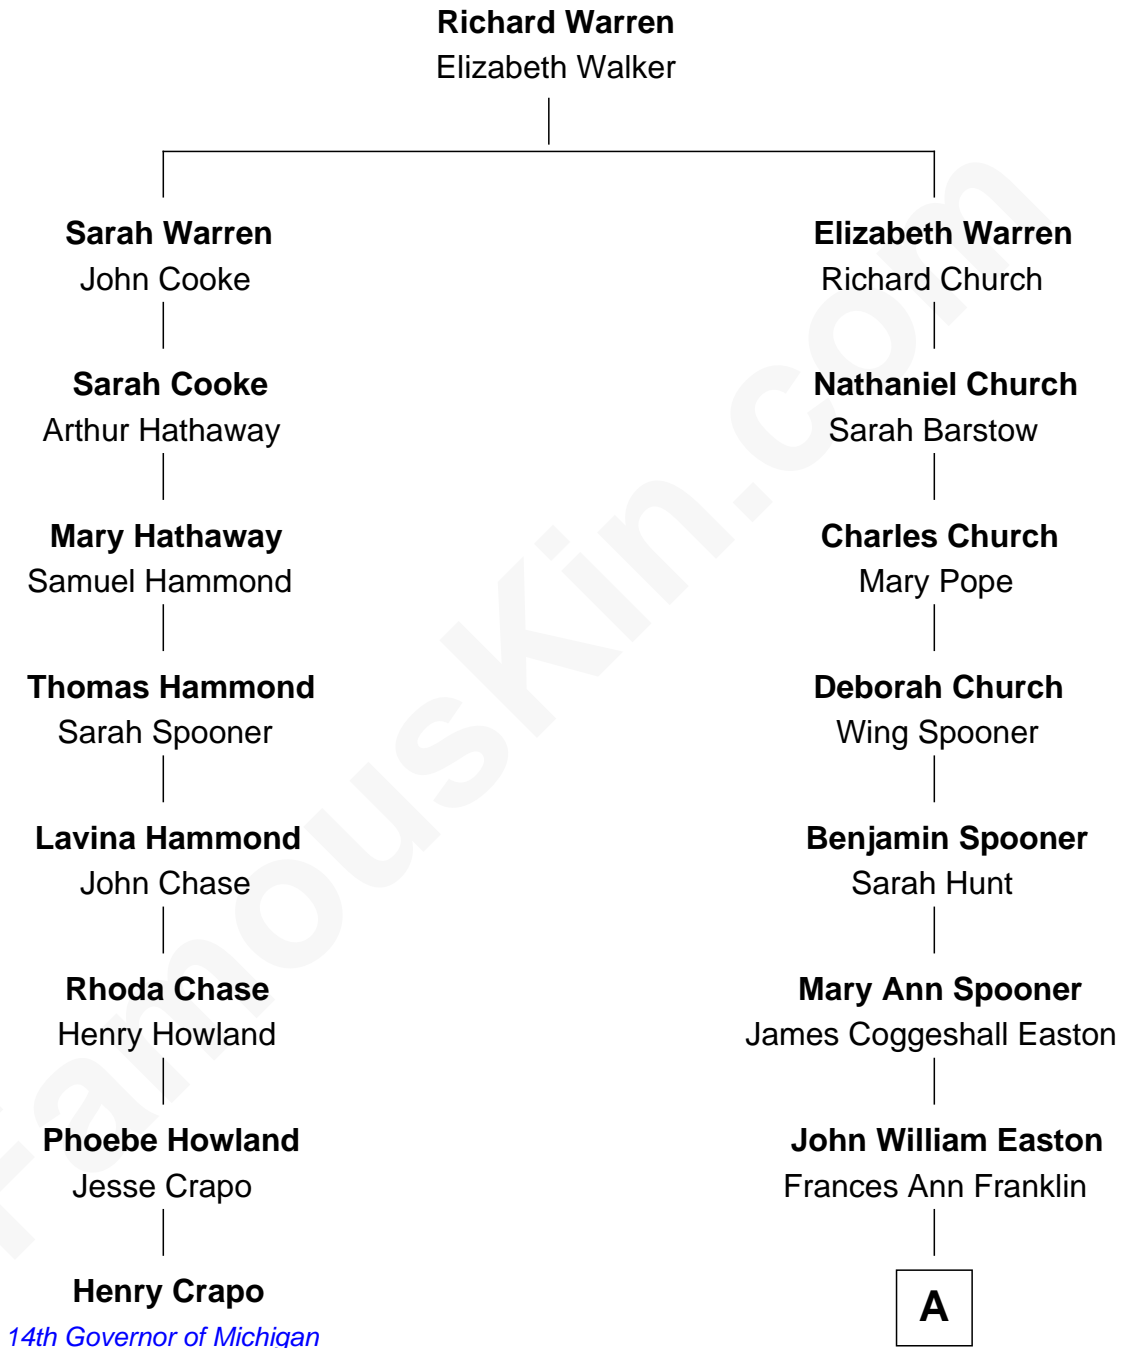 Richard Warren
Elizabeth Walker
Sarah Warren
John Cooke
Sarah Cooke
Arthur Hathaway
Mary Hathaway
Samuel Hammond
Thomas Hammond
Sarah Spooner
Lavina Hammond
John Chase
Rhoda Chase
Henry Howland
Phoebe Howland
Jesse Crapo
Henry Crapo
14th Governor of Michigan
Elizabeth Warren
Richard Church
Nathaniel Church
Sarah Barstow
Charles Church
Mary Pope
Deborah Church
Wing Spooner
Benjamin Spooner
Sarah Hunt
Mary Ann Spooner
James Coggeshall Easton
John William Easton
Frances Ann Franklin
A
FamousKin.com